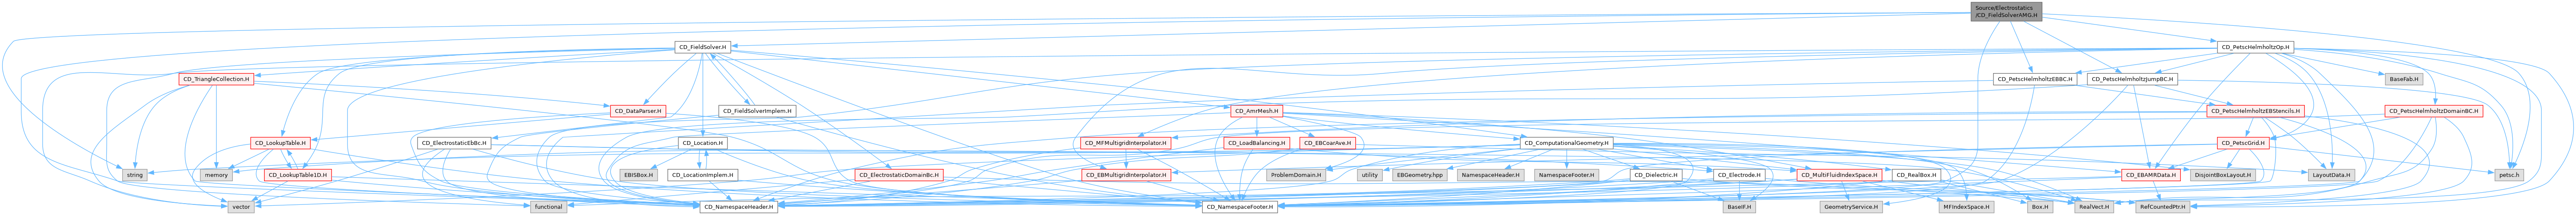 Source/Electrostatics
/CD_FieldSolverAMG.H
CD_FieldSolver.H
CD_PetscHelmholtzOp.H
CD_TriangleCollection.H
CD_PetscHelmholtzEBBC.H
CD_PetscHelmholtzJumpBC.H
BaseFab.H
CD_DataParser.H
CD_FieldSolverImplem.H
CD_AmrMesh.H
CD_PetscHelmholtzEBStencils.H
CD_PetscHelmholtzDomainBC.H
CD_LookupTable.H
CD_ElectrostaticEbBc.H
CD_Location.H
CD_MFMultigridInterpolator.H
CD_LoadBalancing.H
CD_EBCoarAve.H
CD_ComputationalGeometry.H
CD_PetscGrid.H
string
memory
CD_LookupTable1D.H
EBISBox.H
CD_LocationImplem.H
CD_ElectrostaticDomainBc.H
CD_EBMultigridInterpolator.H
ProblemDomain.H
utility
EBGeometry.hpp
NamespaceHeader.H
NamespaceFooter.H
CD_Dielectric.H
CD_Electrode.H
CD_MultiFluidIndexSpace.H
CD_RealBox.H
CD_EBAMRData.H
DisjointBoxLayout.H
LayoutData.H
petsc.h
vector
functional
CD_NamespaceHeader.H
CD_NamespaceFooter.H
BaseIF.H
GeometryService.H
MFIndexSpace.H
Box.H
RealVect.H
RefCountedPtr.H